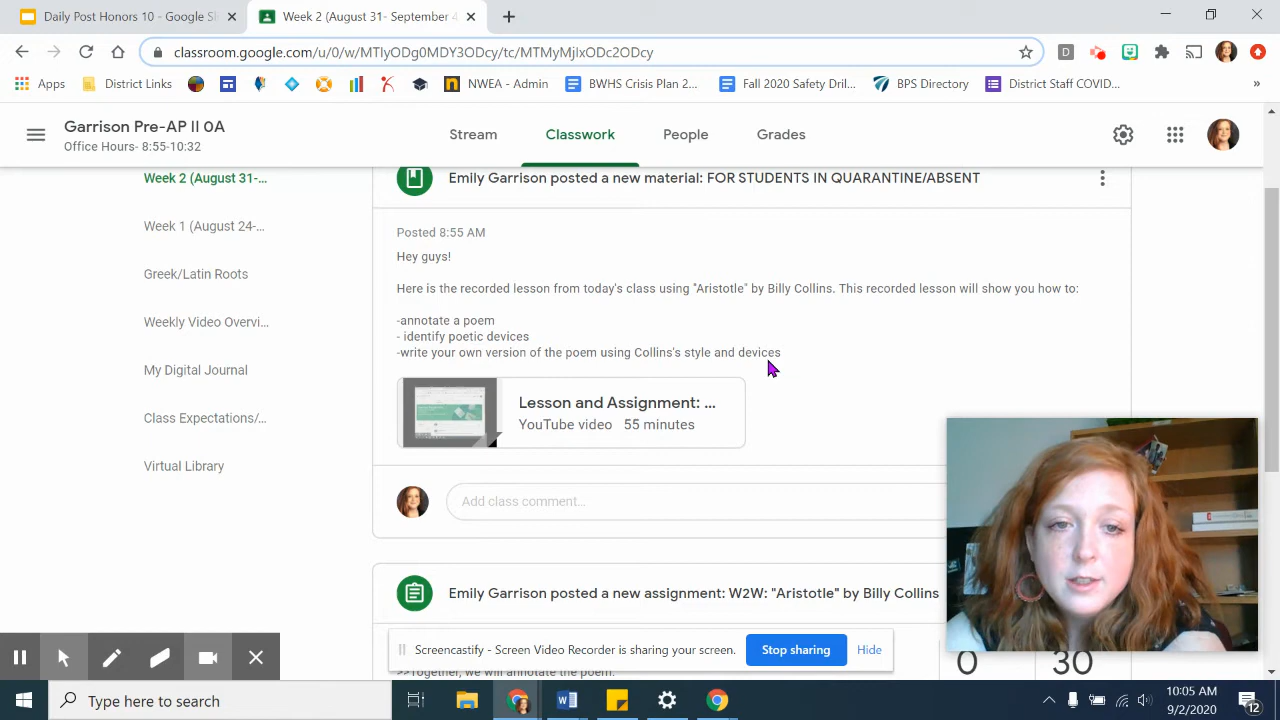 Daily Post Honors 10 - Google Sl
Week 2 (August 31- September 4
classroom.google.com/u/0/w/MTIyODg0MDY3ODcy/tc/MTMyMjIxODc2ODcy
Apps
District Links
NWEA - Admin
BWHS Crisis Plan 2...
Fall 2020 Safety Dril...
BPS Directory
District Staff COVID...
»
Garrison Pre-AP II 0A
Office Hours- 8:55-10:32
Stream
Classwork
People
Grades
Week 2 (August 31-...
Week 1 (August 24-...
Greek/Latin Roots
Weekly Video Overvi...
My Digital Journal
Class Expectations/...
Virtual Library
Emily Garrison posted a new material: FOR STUDENTS IN QUARANTINE/ABSENT
Posted 8:55 AM
Hey guys!
Here is the recorded lesson from today's class using "Aristotle" by Billy Collins. This recorded lesson will show you how to:
-annotate a poem
- identify poetic devices
-write your own version of the poem using Collins's style and devices
Lesson and Assignment: ...
YouTube video 55 minutes
Add class comment...
Emily Garrison posted a new assignment: W2W: "Aristotle" by Billy Collins
Screencastify - Screen Video Recorder is sharing your screen.
Stop sharing
Hide
>>Together, we will annotate the poem.
0
30
Type here to search
10:05 AM
9/2/2020
12